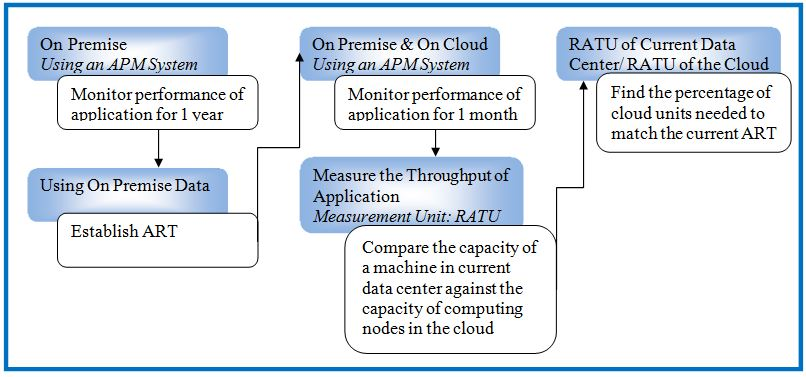 On Premise
Using an APM System
Monitor performance of
application for 1 year
Using On Premise Data
Establish ART
On Premise & On Cloud
Using an APM System
Monitor performance of
application for 1 month
Measure the Throughput of
Application
Measurement Unit: RATU
Compare the capacity of
a machine in current
data center against the
capacity of computing
nodes in the cloud
RATU of Current Data
Center/ RATU of the Cloud
Find the percentage of
cloud units needed to
match the current ART